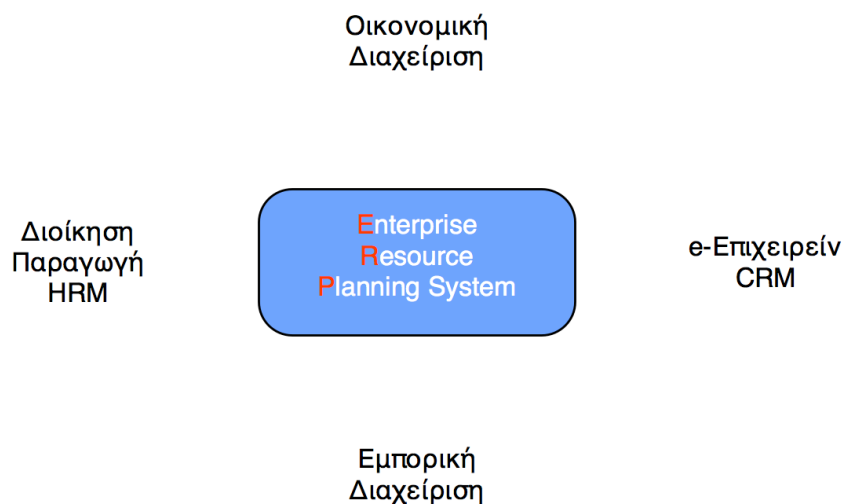 Οικονομική
Διαχείριση
Διοίκηση
Παραγωγή
HRM
Enterprise
Resource
Planning System
e-Επιχειρείν
CRM
Εμπορική
Διαχείριση